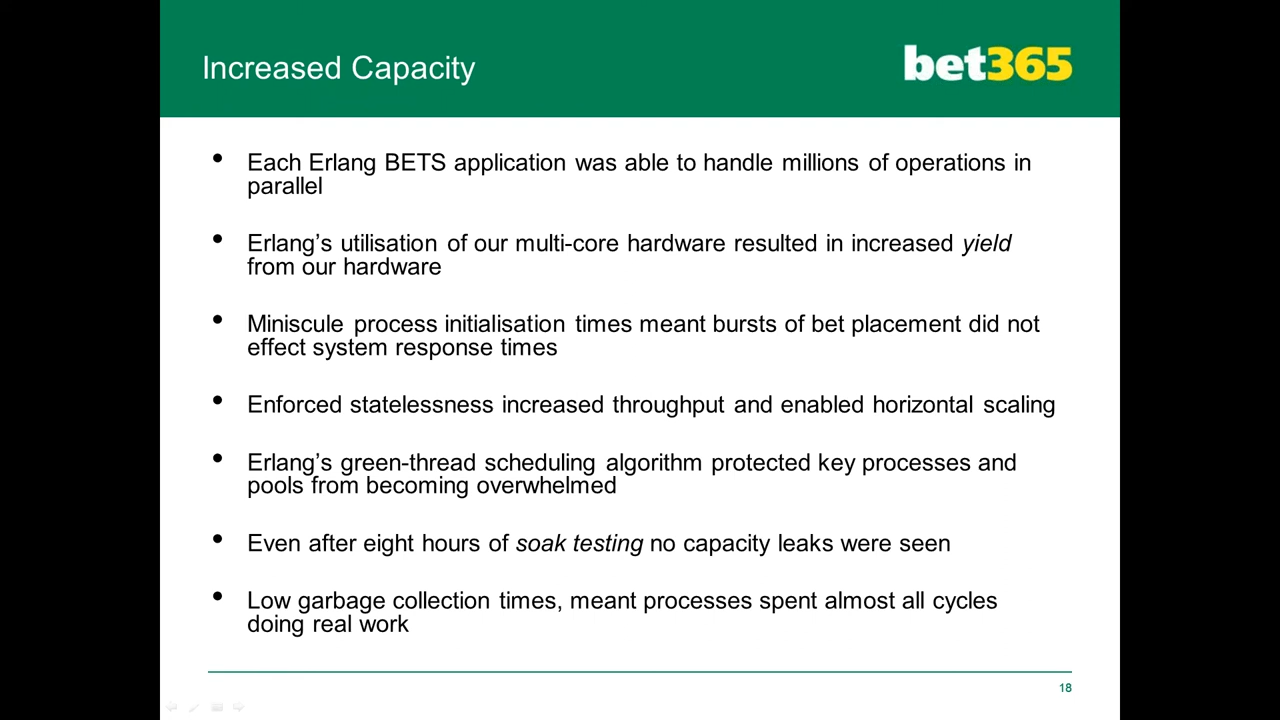 Increased Capacity
bet365
• Each Erlang BETS application was able to handle millions of operations in
parallel
• Erlang’s utilisation of our multi-core hardware resulted in increased yield
from our hardware
• Miniscule process initialisation times meant bursts of bet placement did not
effect system response times
• Enforced statelessness increased throughput and enabled horizontal scaling
• Erlang’s green-thread scheduling algorithm protected key processes and
pools from becoming overwhelmed
• Even after eight hours of soak testing no capacity leaks were seen
• Low garbage collection times, meant processes spent almost all cycles
doing real work
18